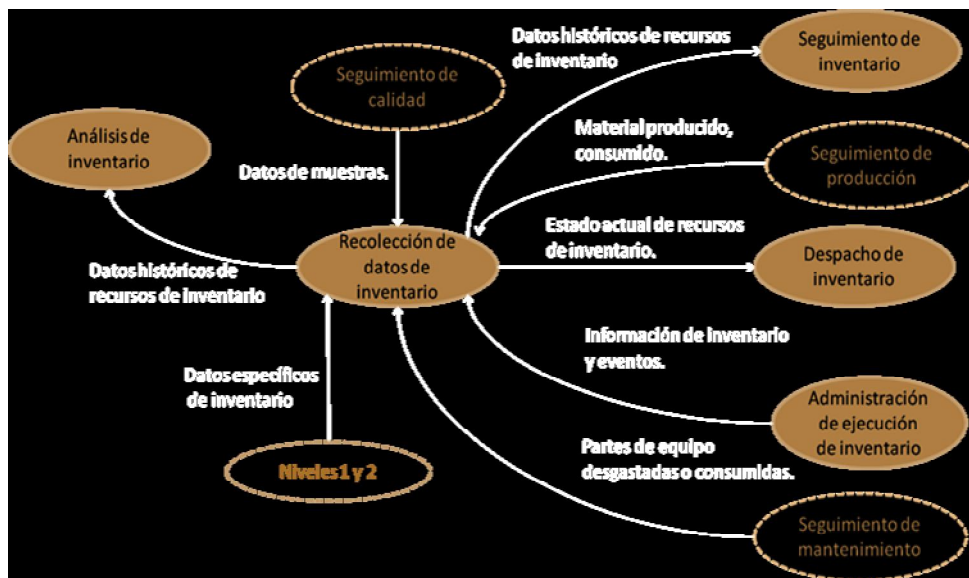 Datos históricos de recursos
de inventario
Seguimiento de
inventario
Seguimiento de
calidad
Análisis de
inventario
Material producido,
consumido.
Seguimiento de
producción
Datos de muestras.
Estado actual de recursos
de inventario.
Recolección de
datos de
inventario
Despacho de
inventario
Datos históricos de
recursos de inventario
Información de inventario
y eventos.
Datos específicos
de inventario
Administración
de ejecución
de inventario
Niveles 1 y 2
Partes de equipo
desgastadas o consumidas.
Seguimiento de
mantenimiento